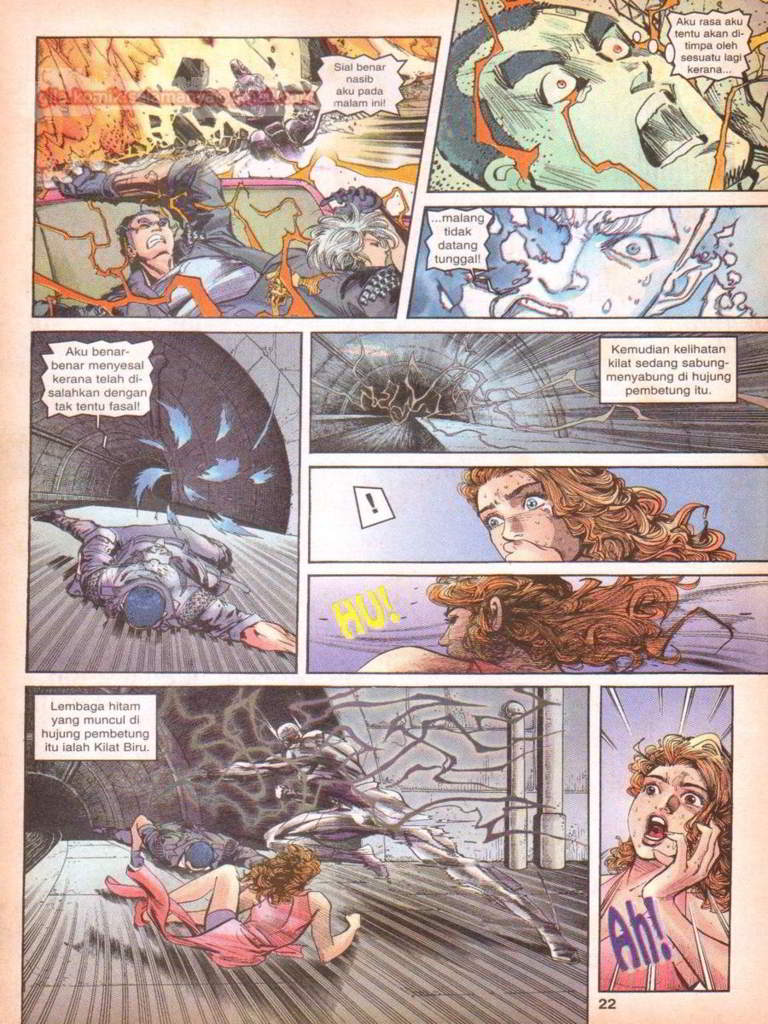 Sial benar
nasib
aku pada
malam ini!
Aku rasa aku
tentu akan di-
timpa oleh
sesuatu lagi
kerana...
...malang
tidak
datang
tunggal!
Aku benar-
benar menyesal
kerana telah di-
salahkan dengan
tak tentu fasal!
Kemudian kelihatan
kilat sedang sabung-
menyabung di hujung
pembetung itu.
!
HU!
Lembaga hitam
yang muncul di
hujung pembetung
itu ialah Kilat Biru.
Ah!
22